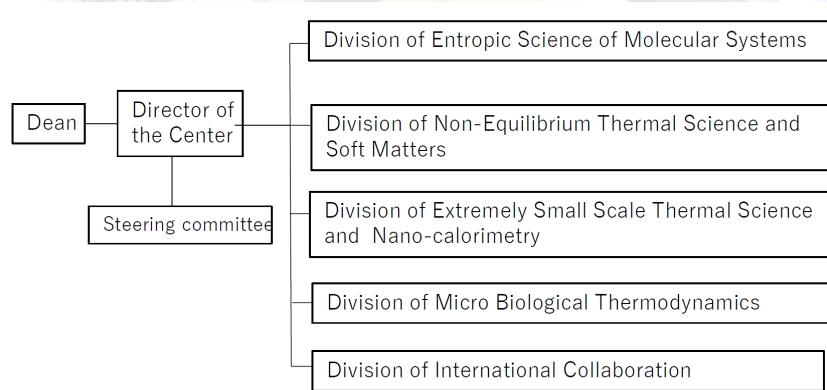 Division of Entropic Science of Molecular Systems
Dean
Director of
the Center
Division of Non-Equilibrium Thermal Science and
Soft Matters
Steering committee
Division of Extremely Small Scale Thermal Science
and Nano-calorimetry
Division of Micro Biological Thermodynamics
Division of International Collaboration